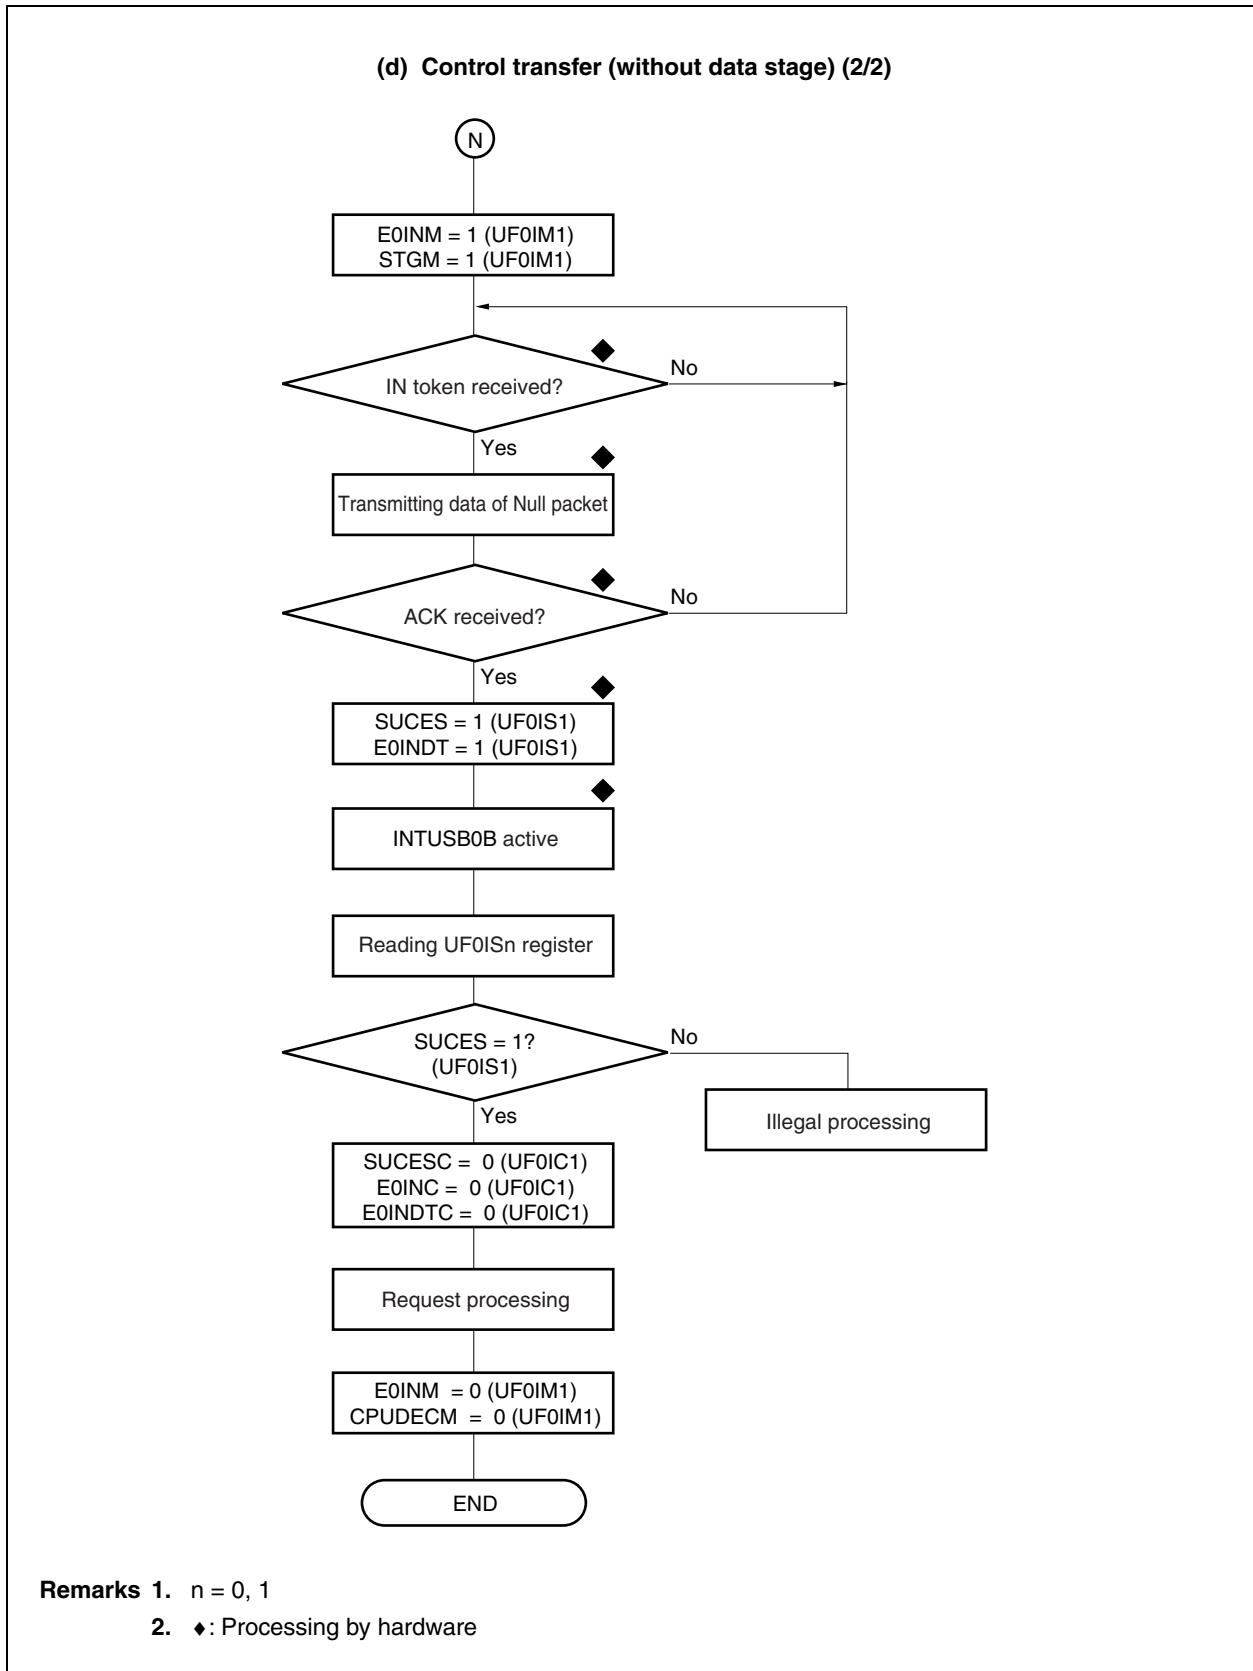 (d) Control transfer (without data stage) (2/2)
N
E0INM = 1 (UF0IM1)
STGM = 1 (UF0IM1)
IN token received?
No
Yes
Transmitting data of Null packet
ACK received?
No
Yes
SUCES = 1 (UF0IS1)
E0INDT = 1 (UF0IS1)
INTUSB0B active
Reading UF0ISn register
SUCES = 1?
(UF0IS1)
No
Yes
Illegal processing
SUCESC = 0 (UF0IC1)
E0INC = 0 (UF0IC1)
E0INDTC = 0 (UF0IC1)
Request processing
E0INM = 0 (UF0IM1)
CPUDECM = 0 (UF0IM1)
END
Remarks 1. n = 0, 1
2. ♦: Processing by hardware